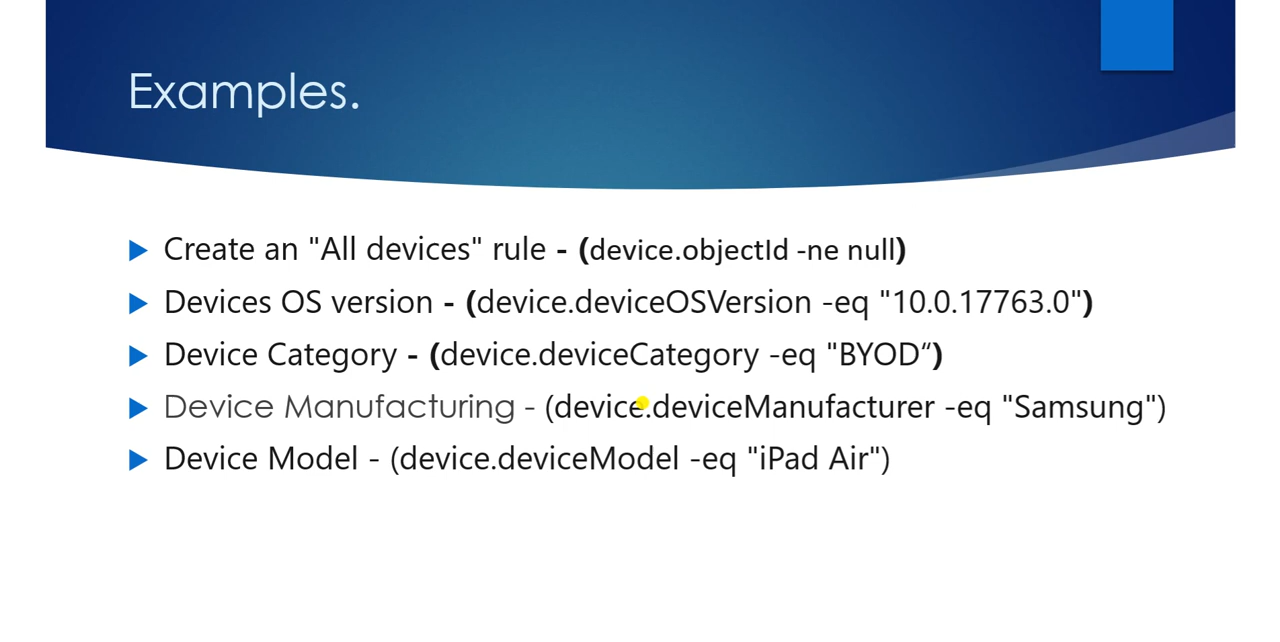 Examples.
Create an "All devices" rule - (device.objectId -ne null)
Devices OS version - (device.deviceOSVersion -eq "10.0.17763.0")
Device Category - (device.deviceCategory -eq "BYOD”)
Device Manufacturing - (device.deviceManufacturer -eq "Samsung")
Device Model - (device.deviceModel -eq "iPad Air")